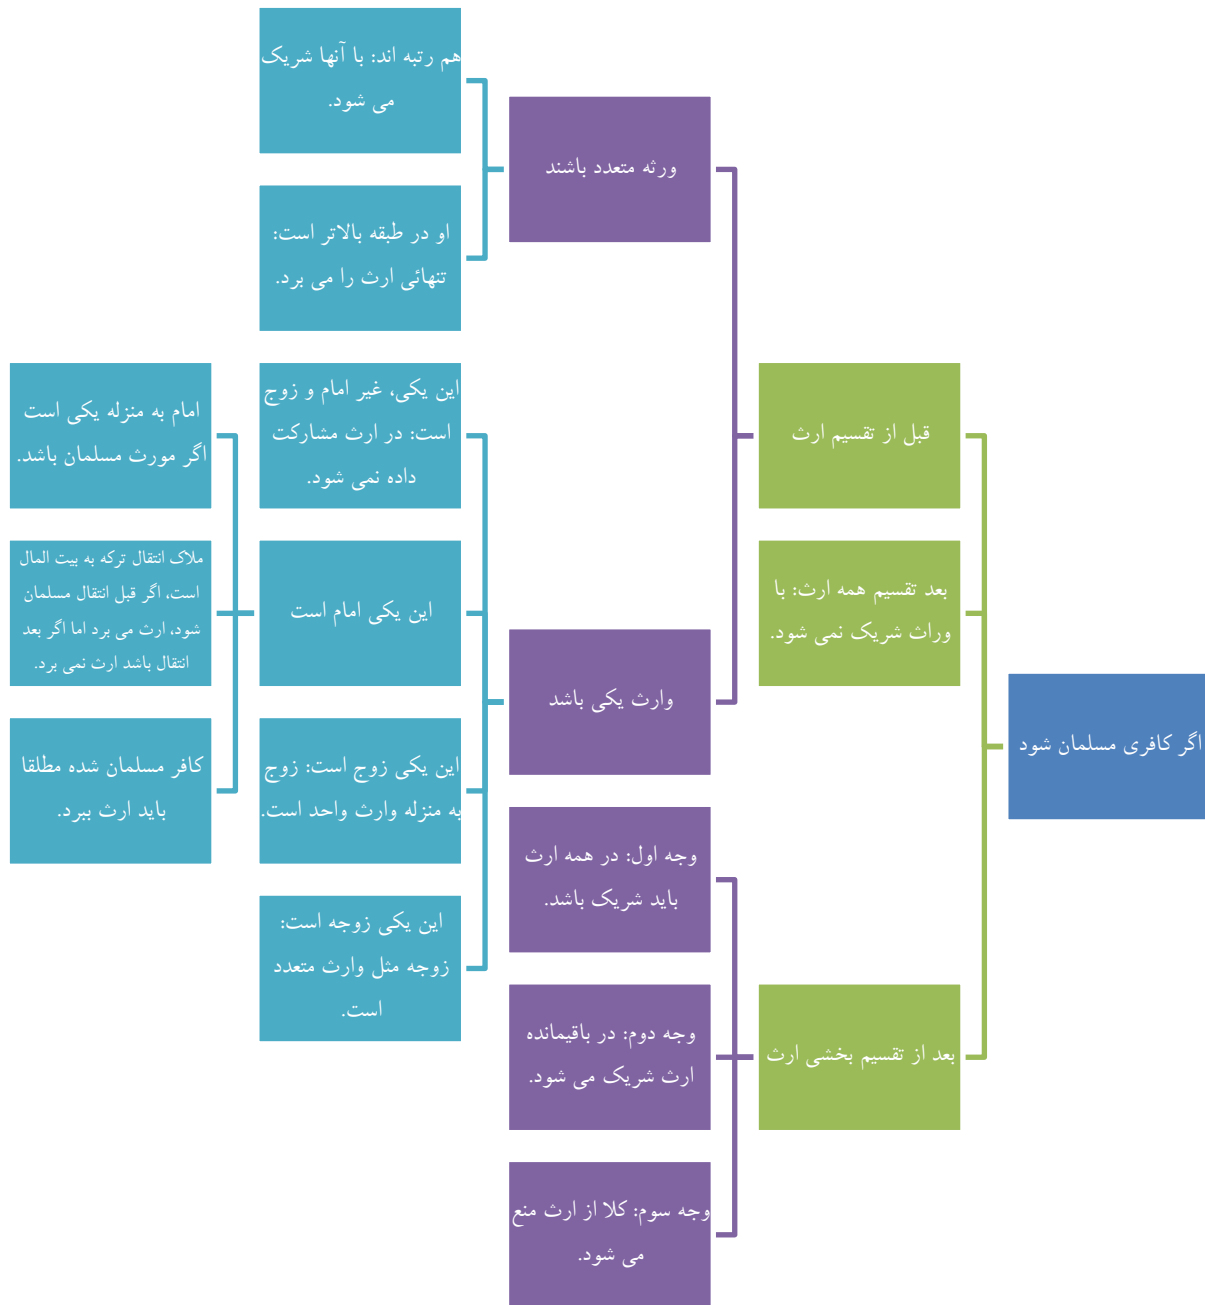 اگر کافری مسلمان شود
قبل از تقسیم ارث
ورثه متعدد باشند
هم رتبه اند: با آنها شریک
می شود.
او در طبقه بالاتر است:
تنهائی ارث را می برد.
وارث یکی باشد
این یکی، غیر امام و زوج
است: در ارث مشارکت
داده نمی شود.
این یکی امام است
امام به منزله یکی است
اگر مورث مسلمان باشد.
ملاک انتقال ترکه به بیت المال
است، اگر قبل انتقال مسلمان
شود، ارث می برد اما اگر بعد
انتقال باشد ارث نمی برد.
کافر مسلمان شده مطلقا
باید ارث ببرد.
این یکی زوج است: زوج
به منزله وارث واحد است.
این یکی زوجه است:
زوجه مثل وارث متعدد
است.
بعد تقسیم همه ارث: با
وراث شریک نمی شود.
بعد از تقسیم بخشی ارث
وجه اول: در همه ارث
باید شریک باشد.
وجه دوم: در باقیمانده
ارث شریک می شود.
وجه سوم: کلا از ارث منع
می شود.